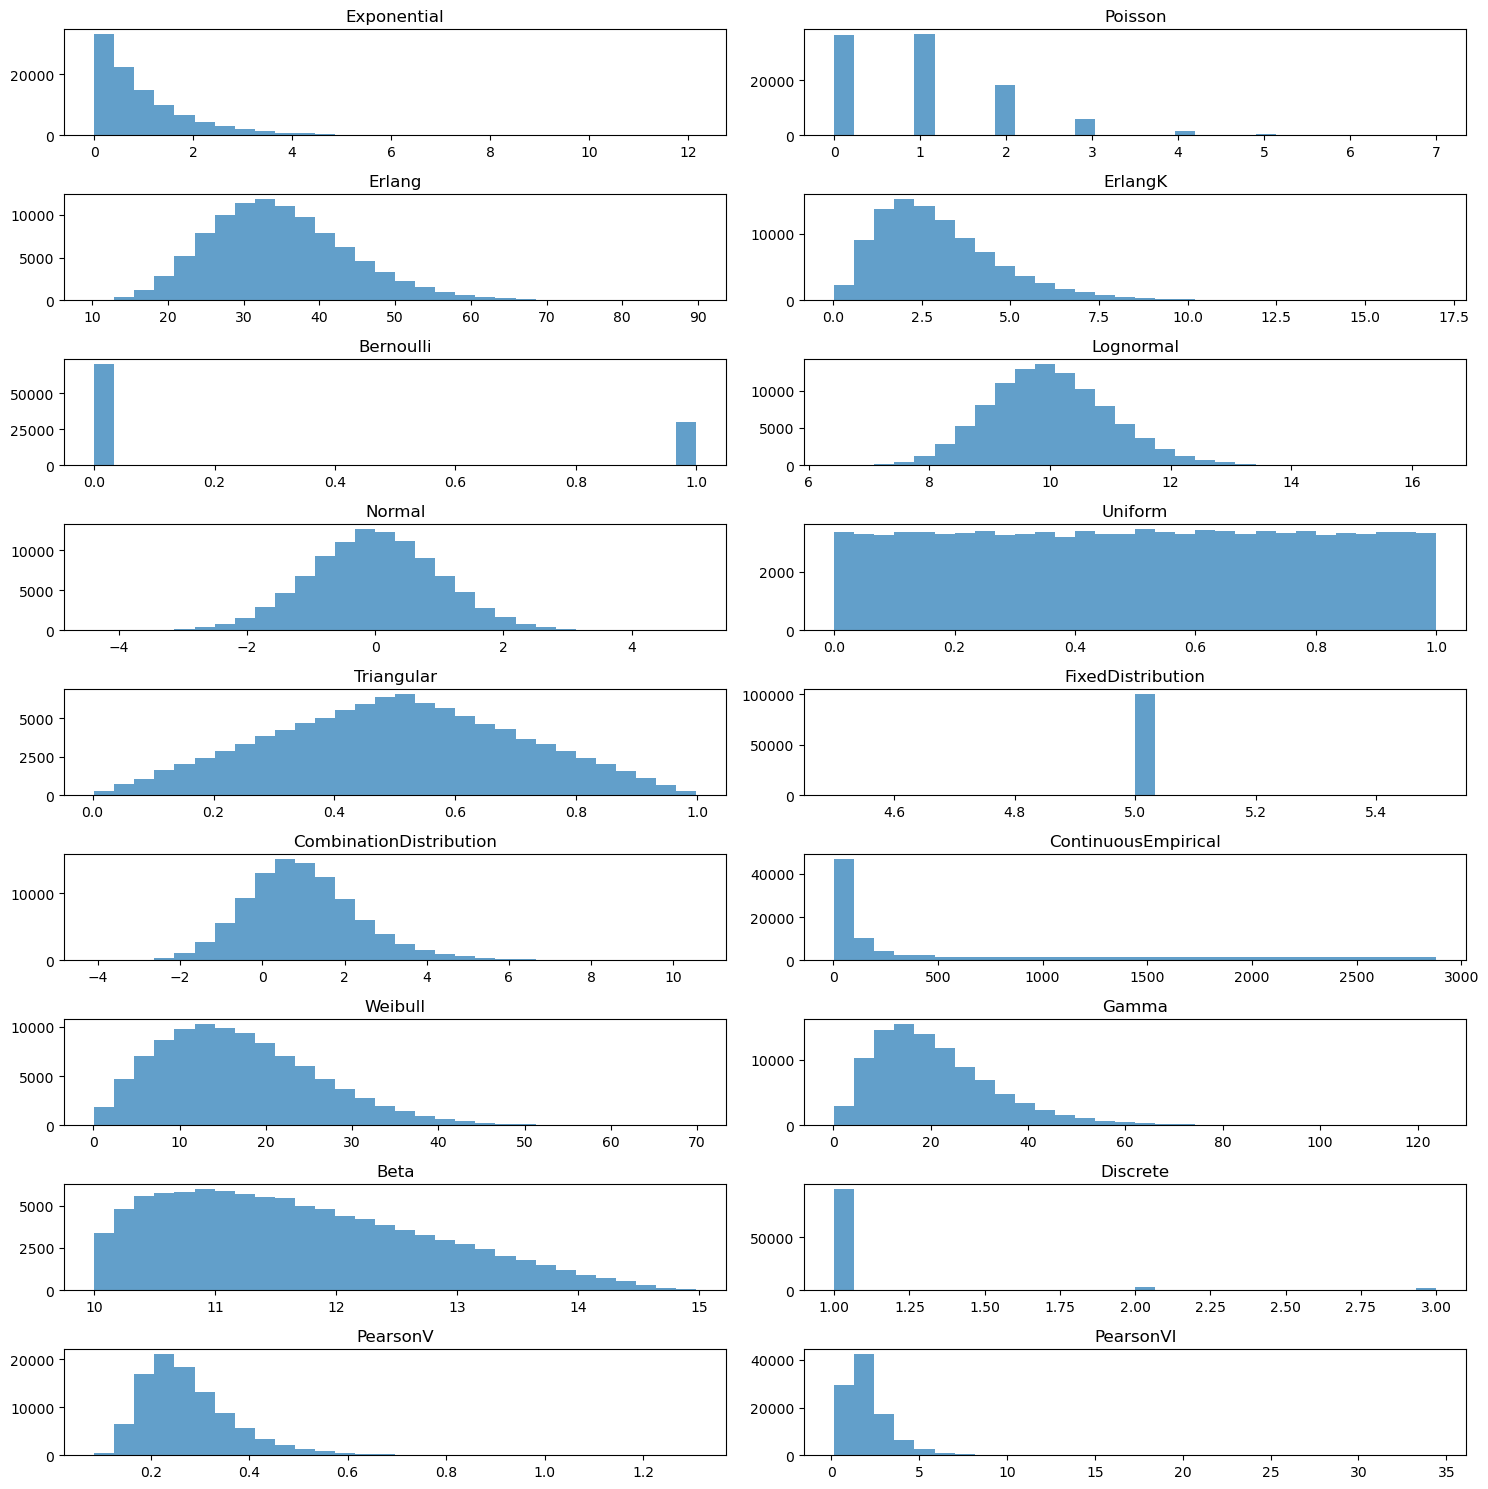 Exponential
20000
0
0 2 4 6 8 10 12
Poisson
20000
0
0 1 2 3 4 5 6 7
Erlang
10000
5000
0
10 20 30 40 50 60 70 80 90
ErlangK
10000
0
0.0 2.5 5.0 7.5 10.0 12.5 15.0 17.5
Bernoulli
50000
25000
0
0.0 0.2 0.4 0.6 0.8 1.0
Lognormal
10000
5000
0
6 8 10 12 14 16
Normal
10000
5000
0
−4 −2 0 2 4
Uniform
2000
0
0.0 0.2 0.4 0.6 0.8 1.0
Triangular
5000
2500
0
0.0 0.2 0.4 0.6 0.8 1.0
FixedDistribution
100000
50000
0
4.6 4.8 5.0 5.2 5.4
CombinationDistribution
10000
0
−4 −2 0 2 4 6 8 10
ContinuousEmpirical
40000
20000
0
0 500 1000 1500 2000 2500 3000
Weibull
10000
5000
0
0 10 20 30 40 50 60 70
Gamma
10000
0
0 20 40 60 80 100 120
Beta
5000
2500
0
10 11 12 13 14 15
Discrete
50000
0
1.00 1.25 1.50 1.75 2.00 2.25 2.50 2.75 3.00
PearsonV
20000
10000
0
0.2 0.4 0.6 0.8 1.0 1.2
PearsonVI
40000
20000
0
0 5 10 15 20 25 30 35